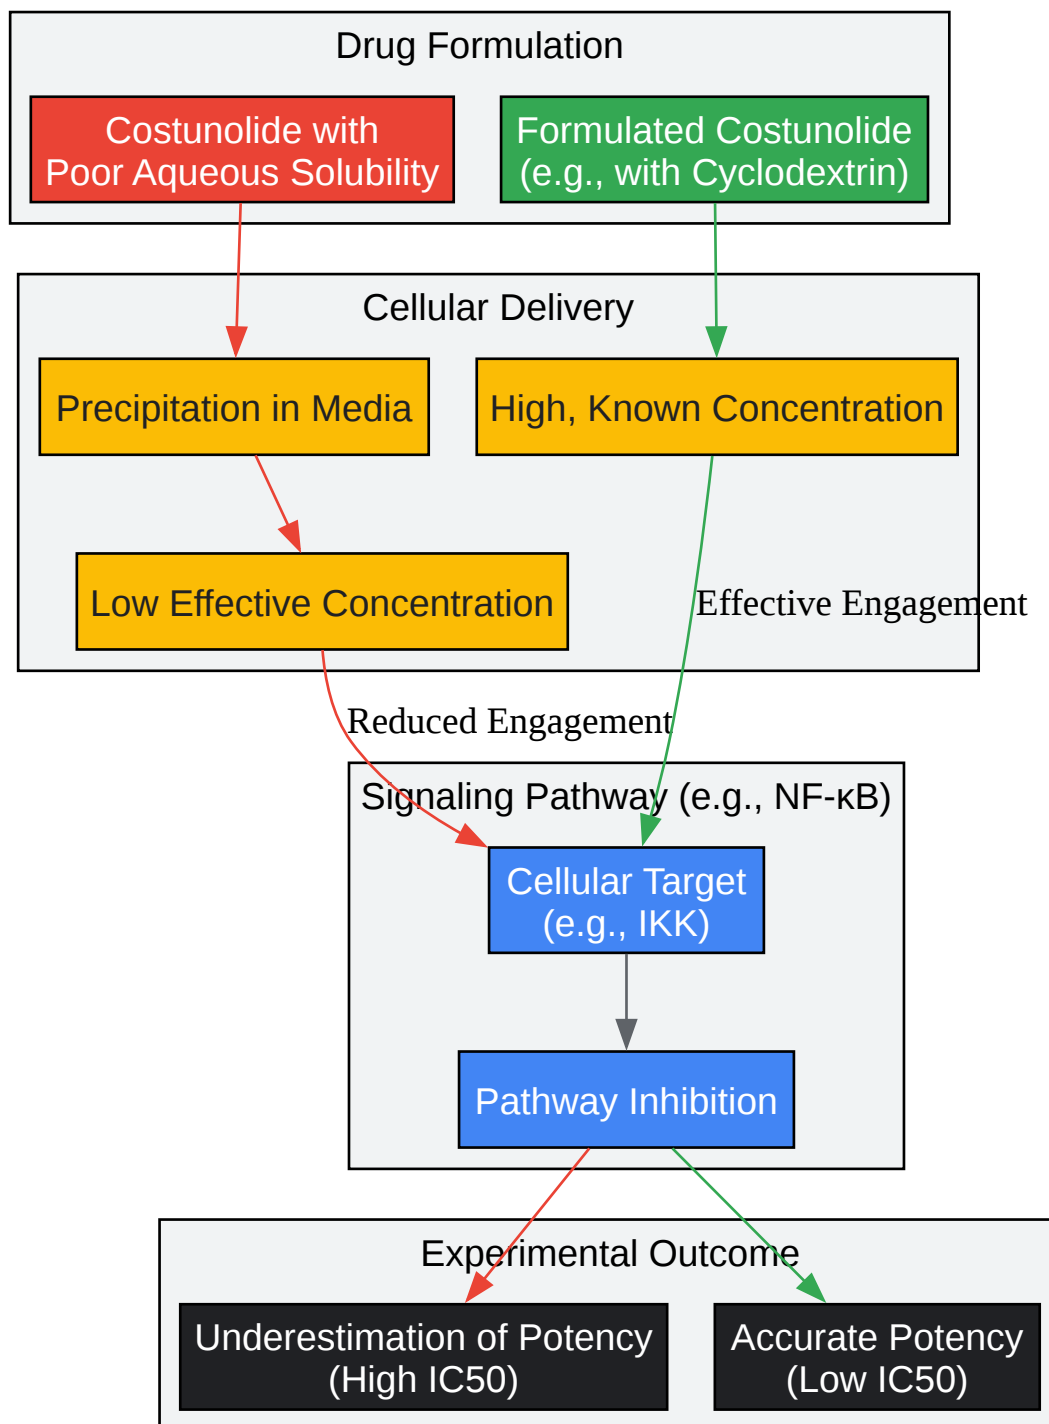 Drug Formulation
Costunolide with
Poor Aqueous Solubility
Formulated Costunolide
(e.g., with Cyclodextrin)
Cellular Delivery
Precipitation in Media
High, Known Concentration
Low Effective Concentration
Effective Engagement
Reduced Engagement
Signaling Pathway (e.g., NF-κB)
Cellular Target
(e.g., IKK)
Pathway Inhibition
Experimental Outcome
Underestimation of Potency
(High IC50)
Accurate Potency
(Low IC50)